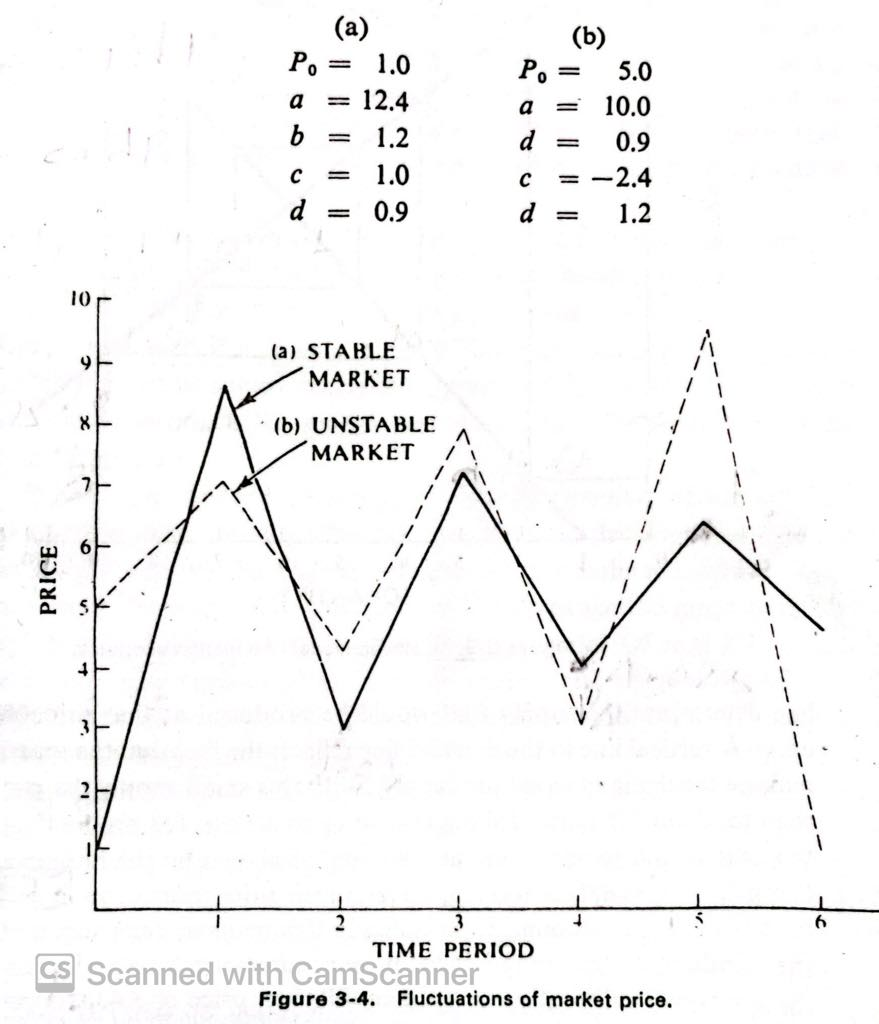 (a)
P₀ = 1.0
a = 12.4
b = 1.2
c = 1.0
d = 0.9
(b)
P₀ = 5.0
a = 10.0
d = 0.9
c = −2.4
d = 1.2
10
9
8
7
6
5
4
3
2
1
PRICE
(a) STABLE
MARKET
(b) UNSTABLE
MARKET
1 2 3 4 5 6
TIME PERIOD
CS Scanned with CamScanner
Figure 3-4. Fluctuations of market price.